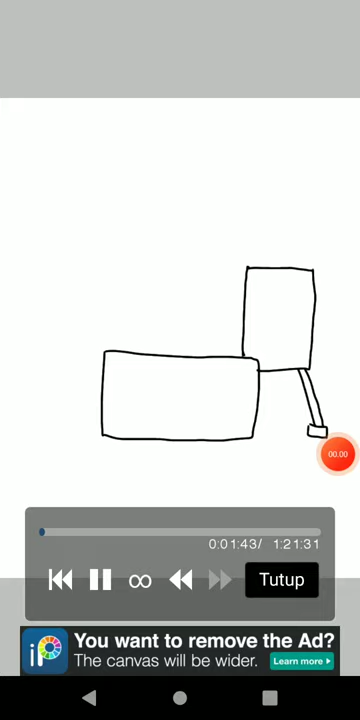 00.00
0:01:43/ 1:21:31
Tutup
iP
You want to remove the Ad?
The canvas will be wider.
Learn more